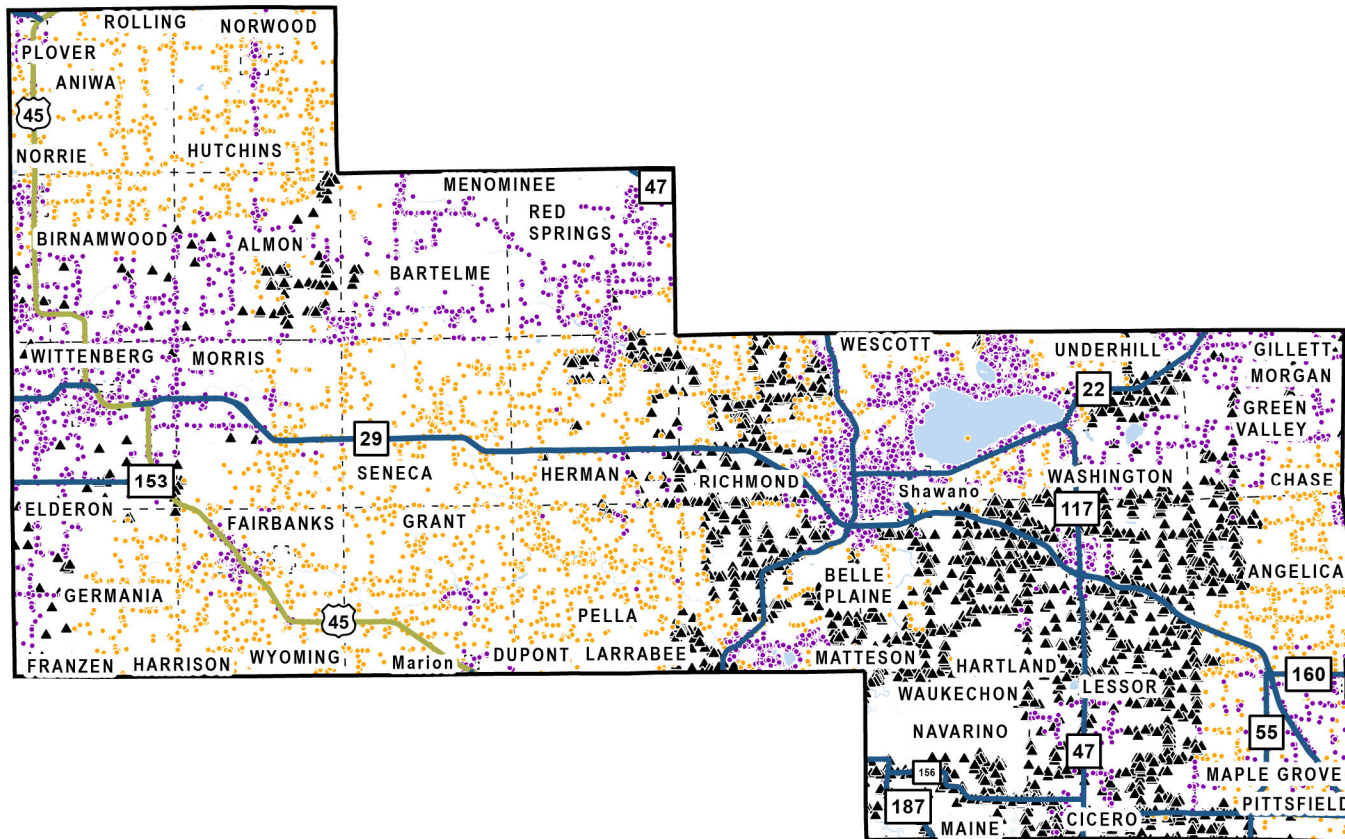 ROLLING
NORWOOD
PLOVER
ANIWA
45
NORRIE
HUTCHINS
MENOMINEE
47
RED
SPRINGS
BIRNAMWOOD
ALMON
BARTELME
WITTENBERG
MORRIS
WESCOTT
UNDERHILL
GILLETT
MORGAN
22
GREEN
VALLEY
29
SENECA
HERMAN
RICHMOND
Shawano
WASHINGTON
CHASE
153
ELDERON
FAIRBANKS
GRANT
117
ANGELICA
GERMANIA
BELLE
PLAINE
PELLA
45
FRANZEN
HARRISON
WYOMING
Marion
DUPONT
LARRABEE
MATTESON
HARTLAND
WAUKECHON
LESSOR
160
NAVARINO
55
47
156
MAPLE GROVE
187
PITTSFIELD
MAINE
CICERO